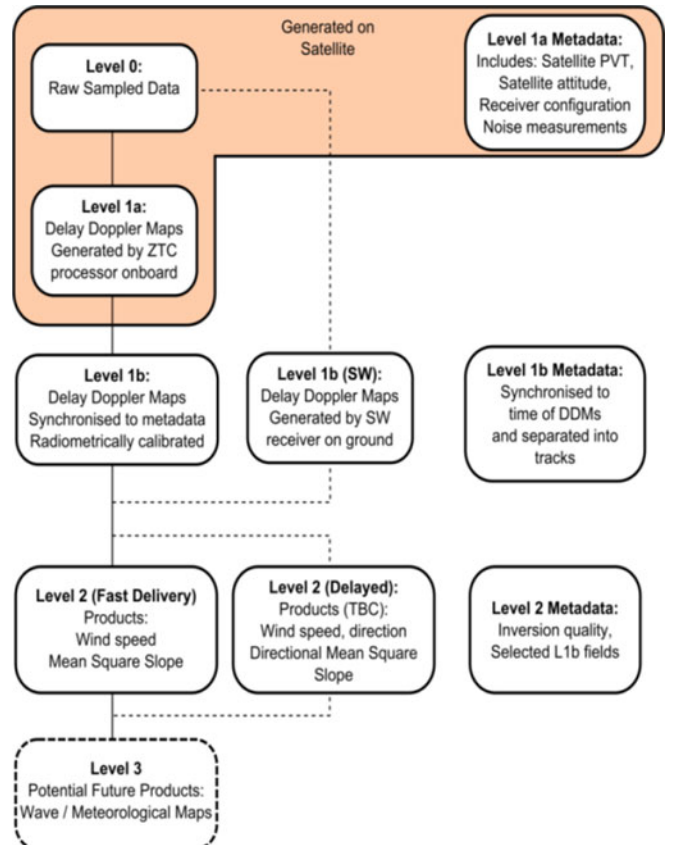 Generated on
Satellite
Level 0:
Raw Sampled Data
Level 1a Metadata:
Includes: Satellite PVT,
Satellite attitude,
Receiver configuration
Noise measurements
Level 1a:
Delay Doppler Maps
Generated by ZTC
processor onboard
Level 1b:
Delay Doppler Maps
Synchronised to metadata
Radiometrically calibrated
Level 1b (SW):
Delay Doppler Maps
Generated by SW
receiver on ground
Level 1b Metadata:
Synchronised to
time of DDMs
and separated into
tracks
Level 2 (Fast Delivery)
Products:
Wind speed
Mean Square Slope
Level 2 (Delayed):
Products (TBC):
Wind speed, direction
Directional Mean Square
Slope
Level 2 Metadata:
Inversion quality,
Selected L1b fields
Level 3
Potential Future Products:
Wave / Meteorological Maps